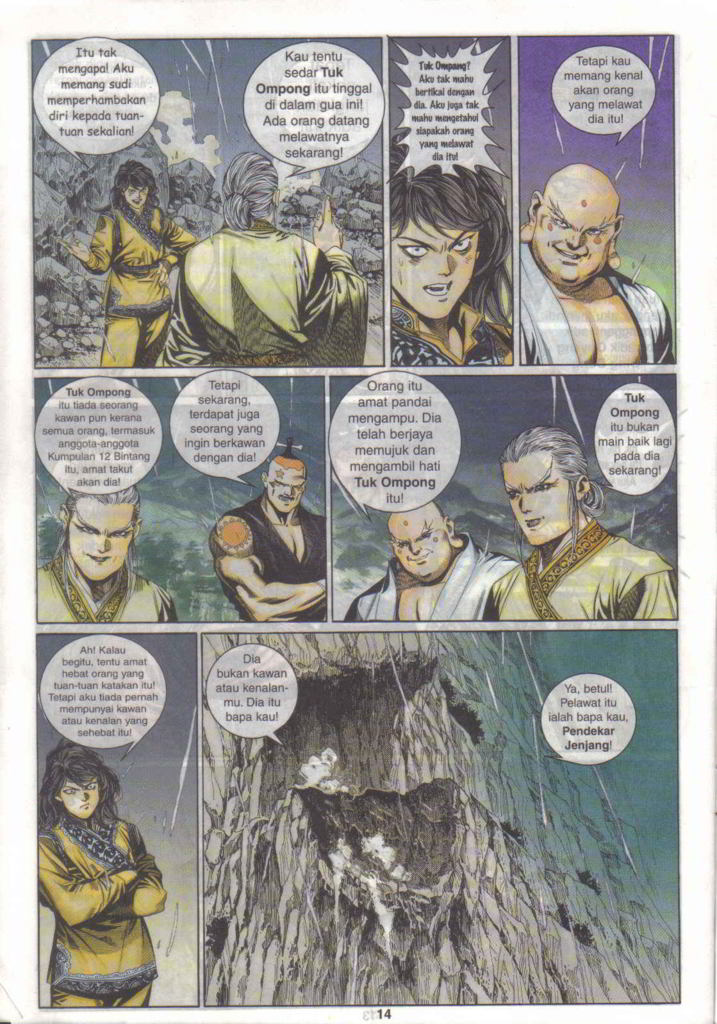 Itu tak
mengapa! Aku
memang sudi
memperhambakan
diri kepada tuan-
tuan sekalian!
Kau tentu
sedar Tuk
Ompong itu tinggal
di dalam gua ini!
Ada orang datang
melawatnya
sekarang!
Tuk Ompang?
Aku tak mahu
bertikai dengan
dia. Aku juga tak
mahu mengetahui
siapakah orang
yang melawat
dia itu!
Tetapi kau
memang kenal
akan orang
yang melawat
dia itu!
Tuk Ompong
itu tiada seorang
kawan pun kerana
semua orang, termasuk
anggota-anggota
Kumpulan 12 Bintang
itu, amat takut
akan dia!
Tetapi
sekarang,
terdapat juga
seorang yang
ingin berkawan
dengan dia!
Orang itu
amat pandai
mengampu. Dia
telah berjaya
memujuk dan
mengambil hati
Tuk Ompong
itu!
Tuk
Ompong
itu bukan
main baik lagi
pada dia
sekarang!
Ah! Kalau
begitu, tentu amat
hebat orang yang
tuan-tuan katakan itu!
Tetapi aku tiada pernah
mempunyai kawan
atau kenalan yang
sehebat itu!
Dia
bukan kawan
atau kenalan-
mu. Dia itu
bapa kau!
Ya, betul!
Pelawat itu
ialah bapa kau,
Pendekar
Jenjang!
14